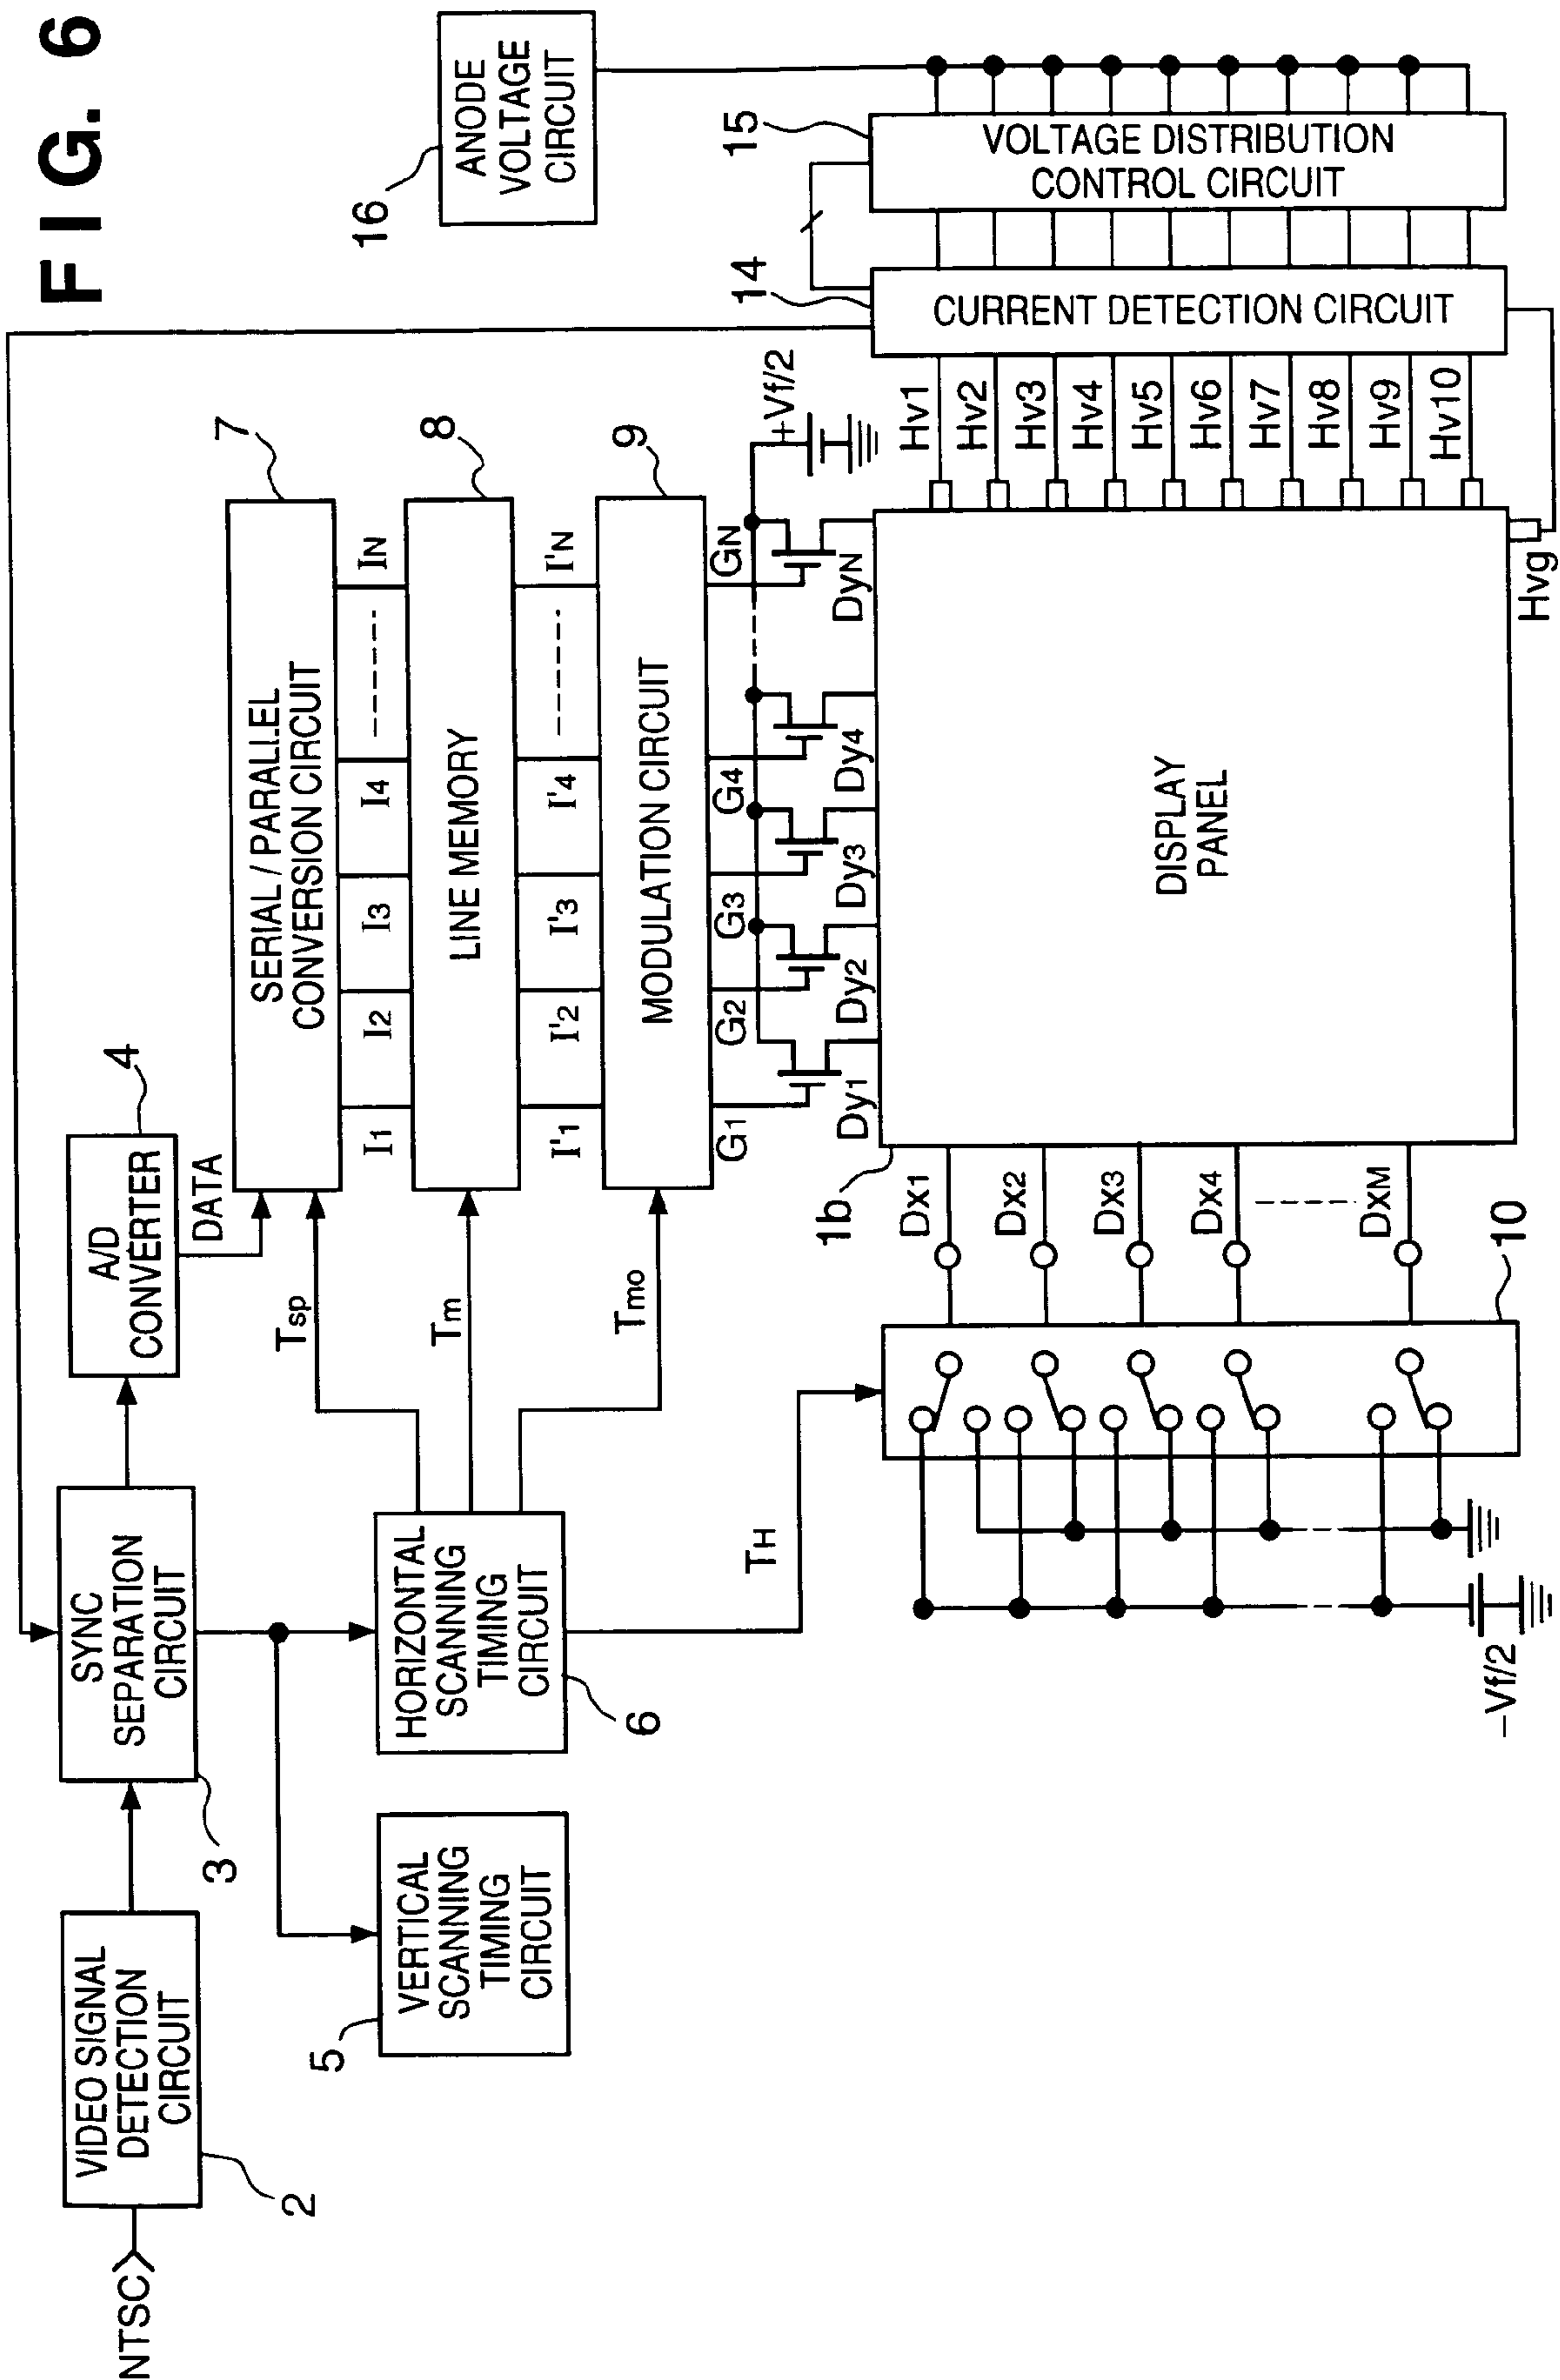 FIG. 6
NTSC
VIDEO SIGNAL
DETECTION
CIRCUIT
2
SYNC
SEPARATION
CIRCUIT
3
A/D
CONVERTER
4
DATA
VERTICAL
SCANNING
TIMING
CIRCUIT
5
HORIZONTAL
SCANNING
TIMING
CIRCUIT
6
Tsp
Tm
Tmo
TH
SERIAL / PARALLEL
CONVERSION CIRCUIT
7
I1 I2 I3 I4 IN
LINE MEMORY
8
I'1 I'2 I'3 I'4 I'N
MODULATION CIRCUIT
9
G1 G2 G3 G4 GN
+Vf/2
Dy1 Dy2 Dy3 Dy4 DyN
ANODE
VOLTAGE
CIRCUIT
16
DISPLAY
PANEL
1b
Dx1
Dx2
Dx3
Dx4
DxM
10
-Vf/2
Hv1
Hv2
Hv3
Hv4
Hv5
Hv6
Hv7
Hv8
Hv9
Hv10
Hvg
CURRENT DETECTION CIRCUIT
14
VOLTAGE DISTRIBUTION
CONTROL CIRCUIT
15